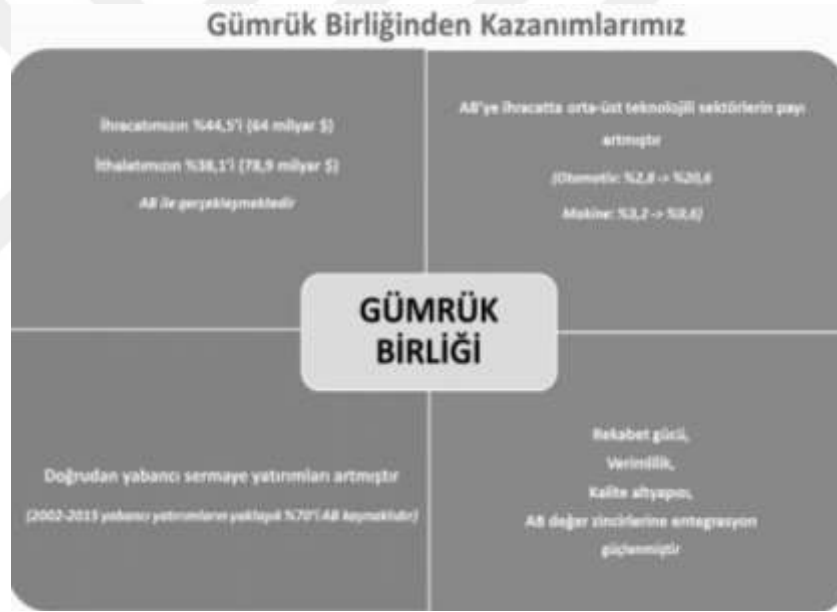 Gümrük Birliğinden Kazanımlarımız
İhracatımızın %44,5'i (64 milyar $)
İthalatımızın %38,1'i (78,9 milyar $)
AB ile gerçekleşmektedir
AB'ye ihracatta orta-üst teknolojili sektörlerin payı
artmıştır
(Otomotiv: %2,8 -> %20,6
Makine: %3,2 ->
GÜMRÜK
BİRLİĞİ
Doğrudan yabancı sermaye yatırımları artmıştır
(2002-2015 yabancı yatırımların yaklaşık %70'i AB kaynaklıdır)
Rekabet gücü,
Verimlilik,
Kalite altyapısı,
AB değer zincirlerine entegrasyon
güçlenmiştir